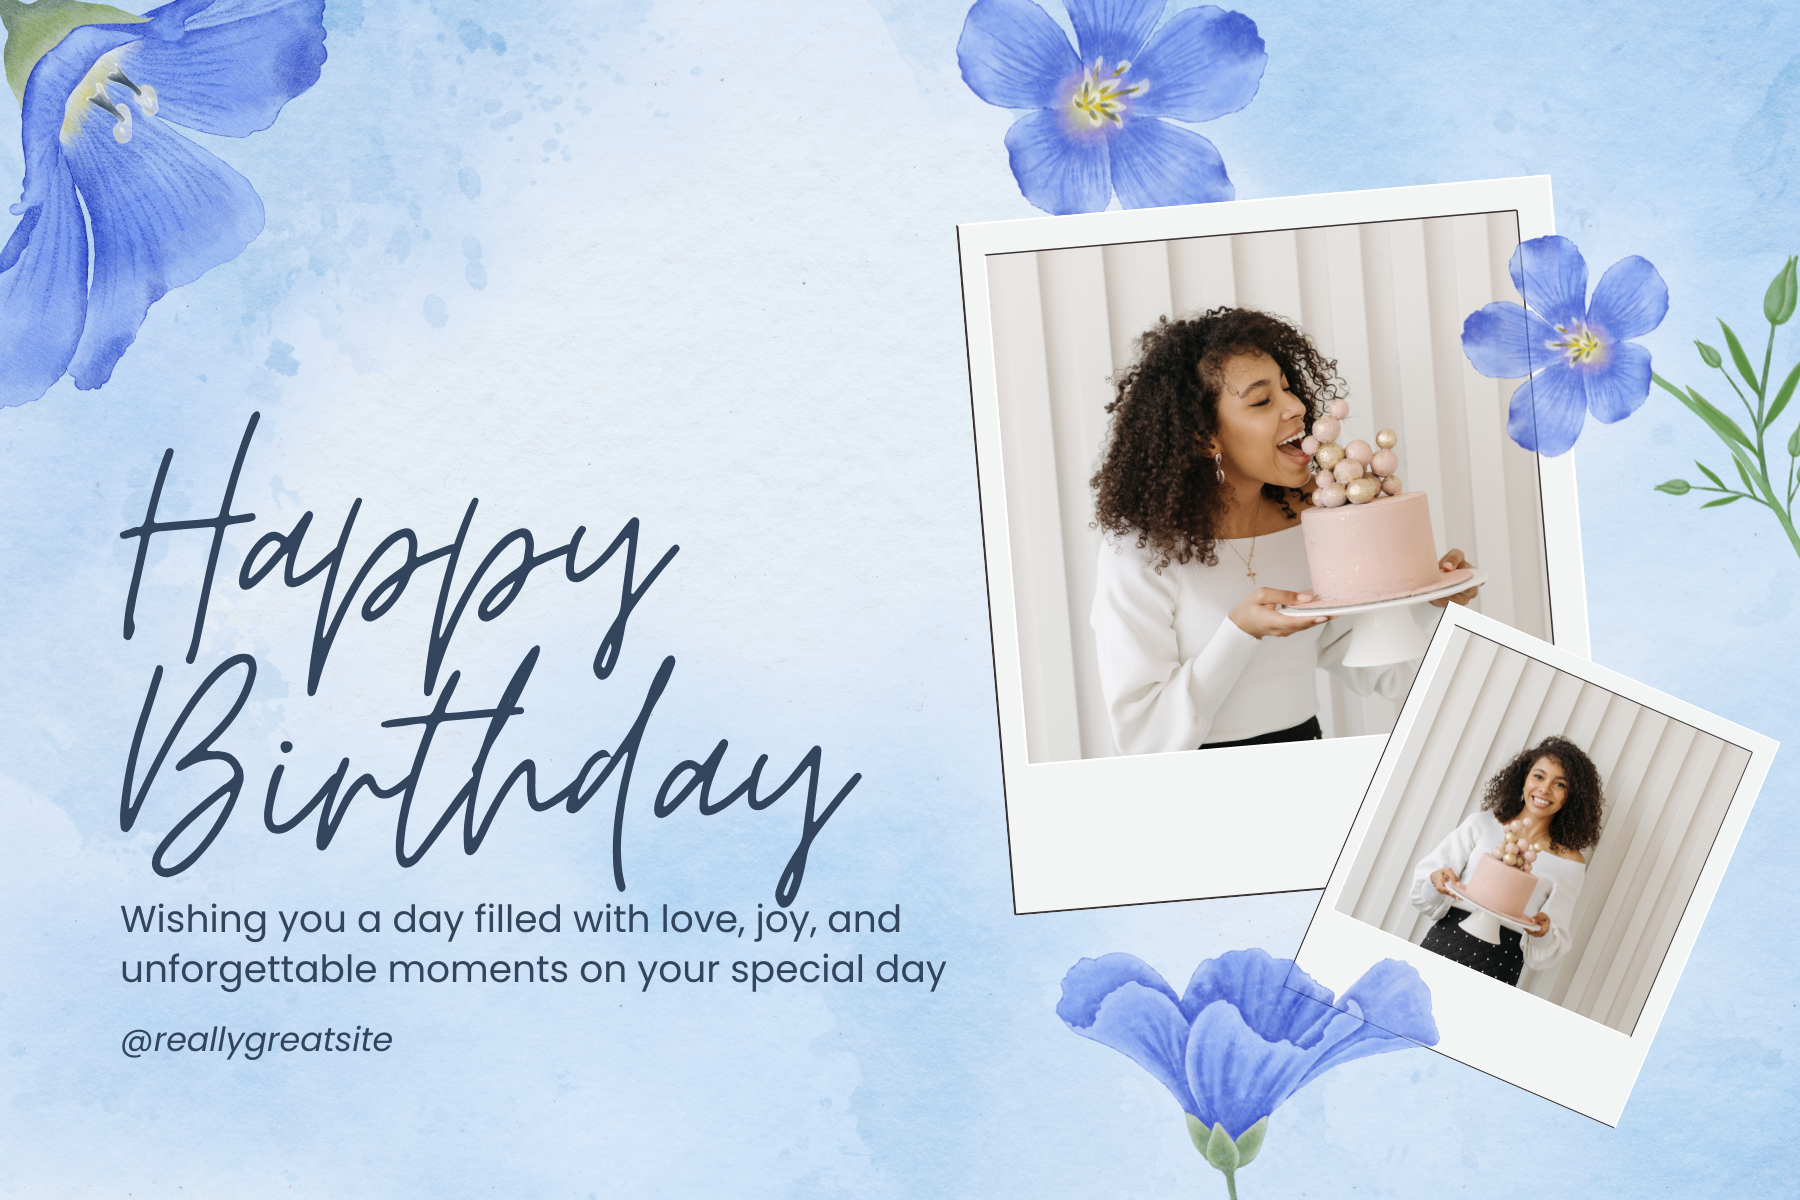 Happy
Birthday
Wishing you a day filled with love, joy, and
unforgettable moments on your special day
@reallygreatsite